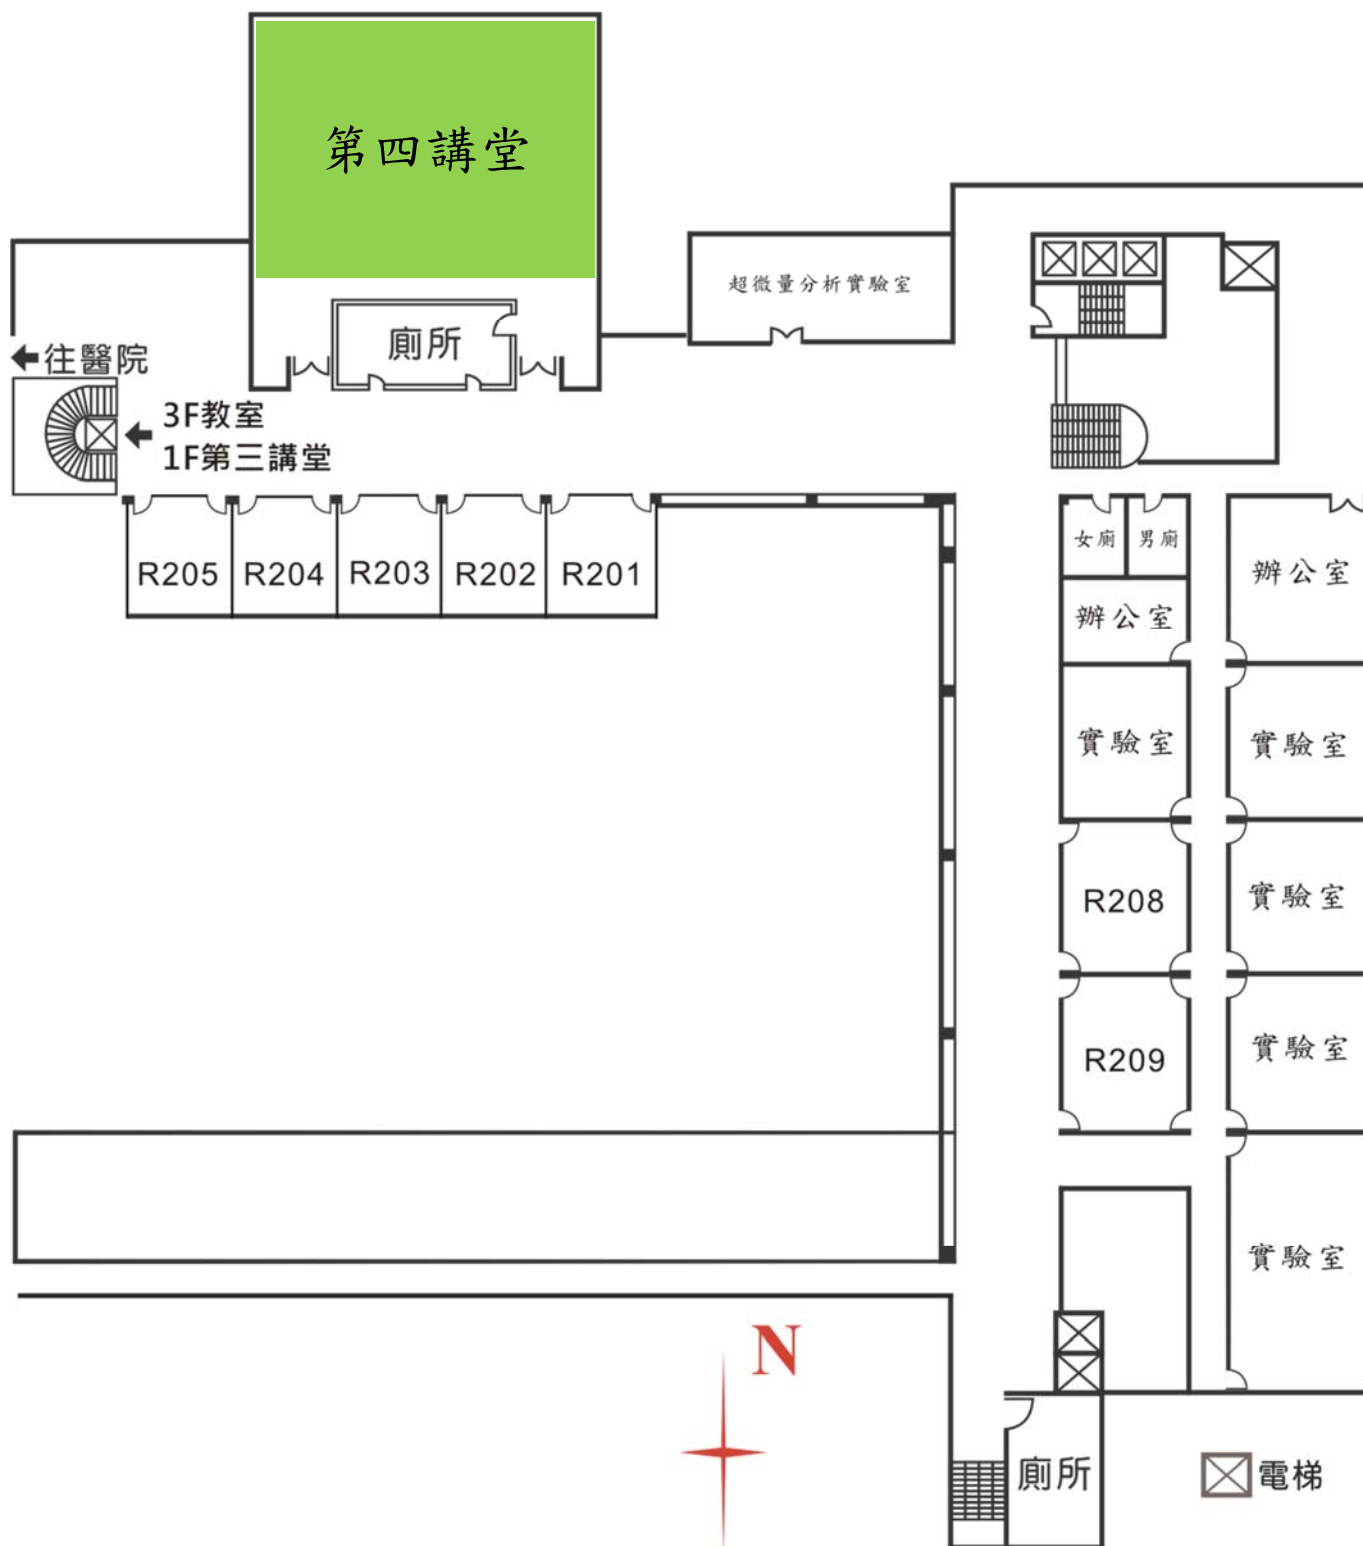 第四講堂
超微量分析實驗室
廁所
往醫院
3F教室
1F第三講堂
R205
R204
R203
R202
R201
女廁
男廁
辦公室
辦公室
實驗室
實驗室
R208
實驗室
R209
實驗室
實驗室
N
廁所
電梯